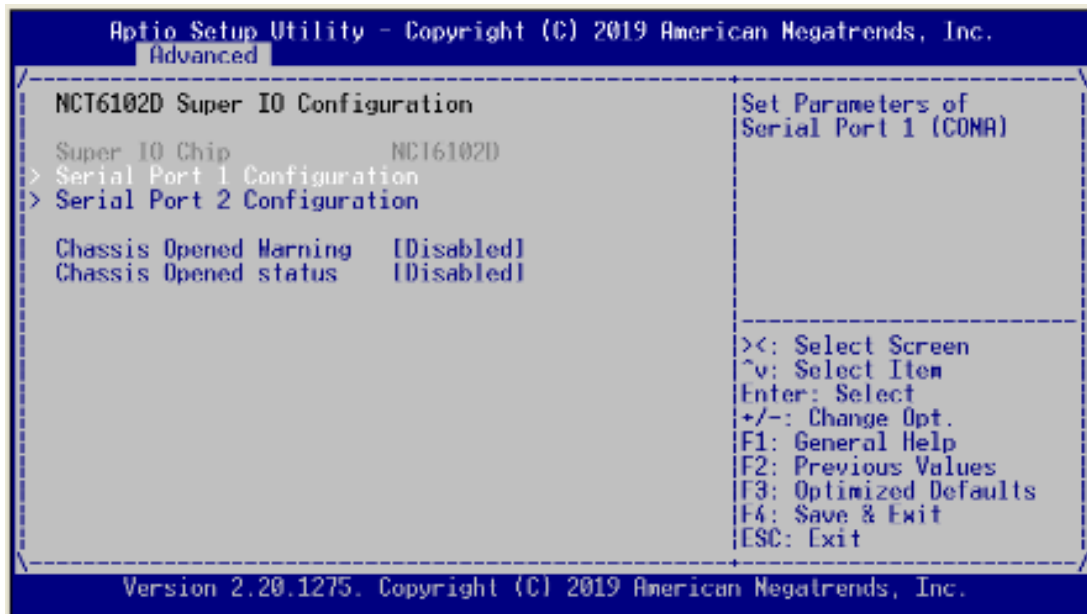 Aptio Setup Utility - Copyright (C) 2019 American Negatrends, Inc.
Advanced
NCT6102D Super IO Configuration
Super IO Chip NCT6102D
> Serial Port 1 Configuration
> Serial Port 2 Configuration
Chassis Opened Warning [Disabled]
Chassis Opened status [Disabled]
Set Parameters of
Serial Port 1 (COMA)
><: Select Screen
^v: Select Item
Enter: Select
+/-: Change Opt.
F1: General Help
F2: Previous Values
F3: Optimized Defaults
F4: Save & Exit
ESC: Exit
Version 2.20.1275. Copyright (C) 2019 American Negatrends, Inc.